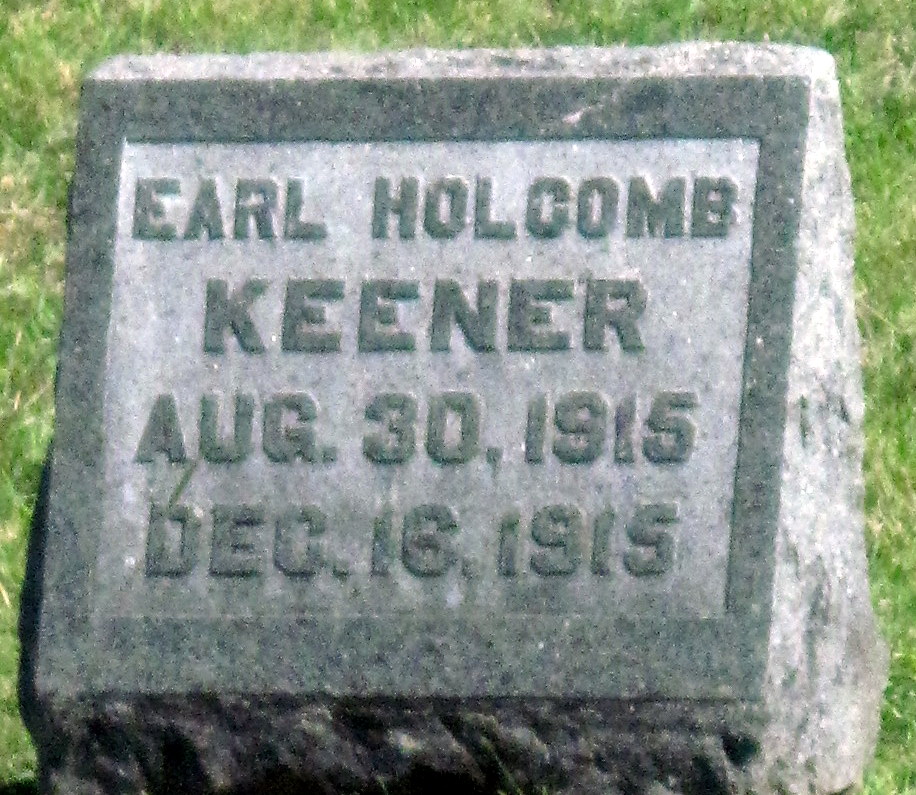 EARL HOLCOMB
KEENER
AUG. 30, 1915
DEC. 16, 1915